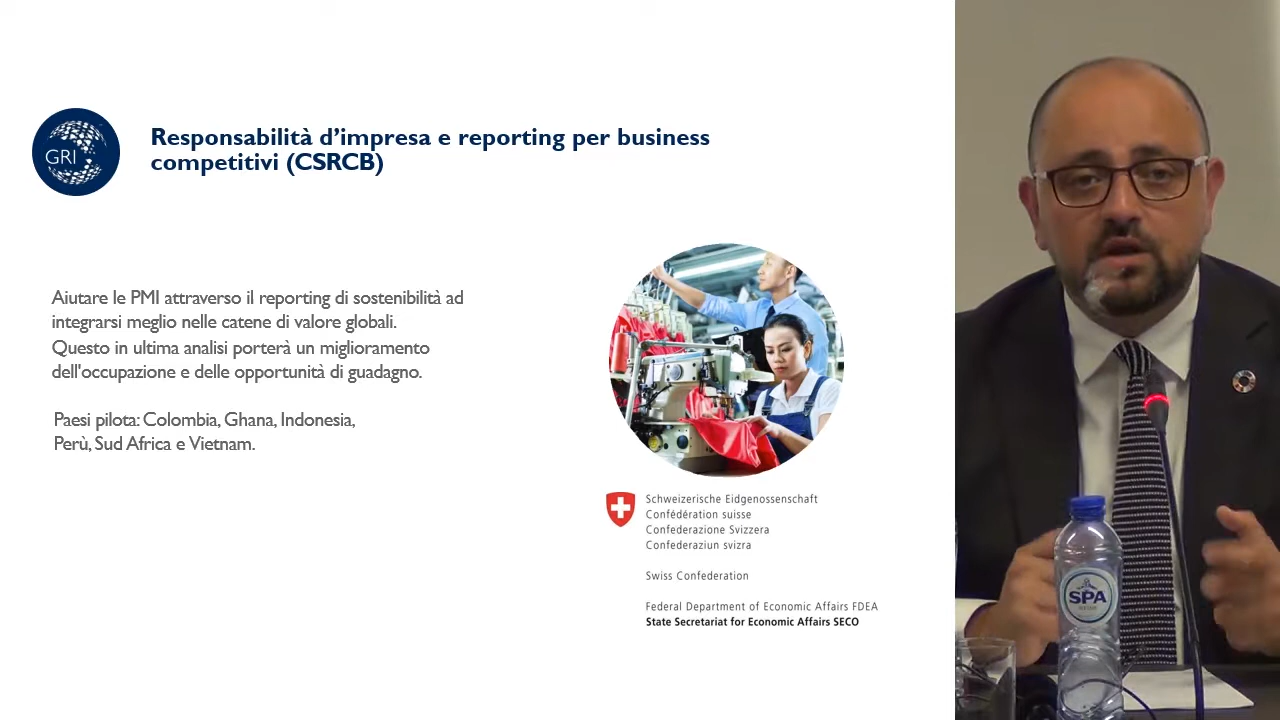 GRI
Responsabilità d'impresa e reporting per business
competitivi (CSRCB)
Aiutare le PMI attraverso il reporting di sostenibilità ad
integrarsi meglio nelle catene di valore globali.
Questo in ultima analisi porterà un miglioramento
dell'occupazione e delle opportunità di guadagno.
Paesi pilota: Colombia, Ghana, Indonesia,
Perù, Sud Africa e Vietnam.
Schweizerische Eidgenossenschaft
Confédération suisse
Confederazione Svizzera
Confederaziun svizra
Swiss Confederation
Federal Department of Economic Affairs FDEA
State Secretariat for Economic Affairs SECO
SPA